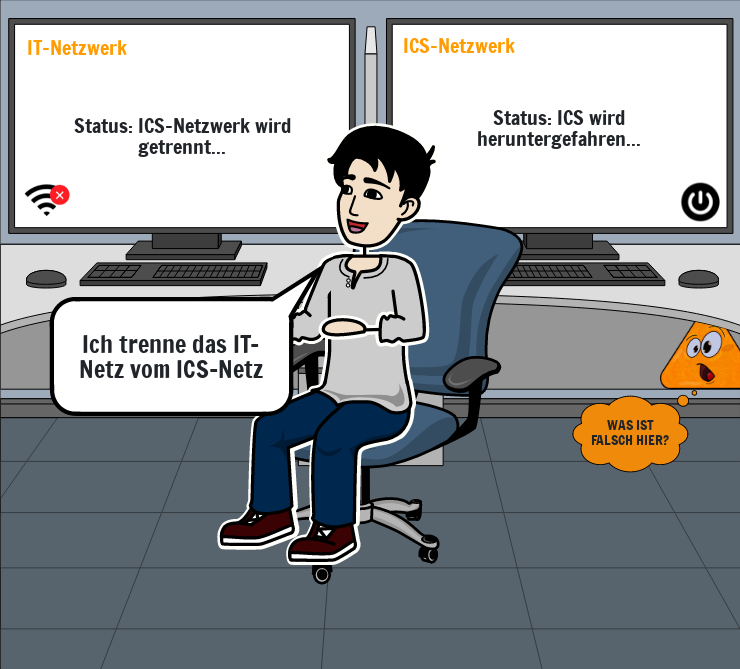 IT-Netzwerk
Status: ICS-Netzwerk wird
getrennt...
ICS-Netzwerk
Status: ICS wird
heruntergefahren...
Ich trenne das IT-
Netz vom ICS-Netz
WAS IST
FALSCH HIER?